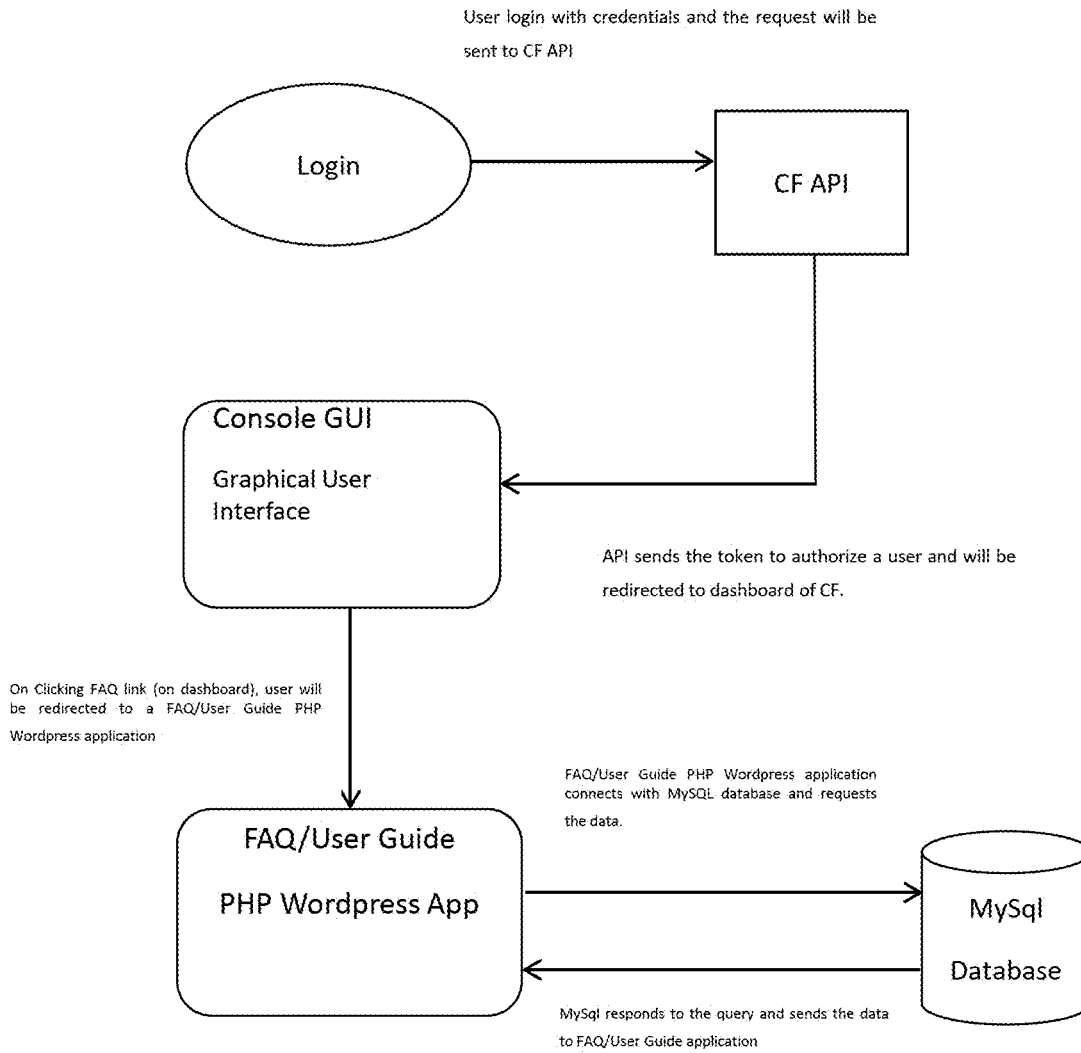 User login with credentials and the request will be
sent to CF API
Login
CF API
Console GUI
Graphical User
Interface
API sends the token to authorize a user and will be
redirected to dashboard of CF.
On Clicking FAQ link (on dashboard), user will
be redirected to a FAQ/User Guide PHP
Wordpress application
FAQ/User Guide PHP Wordpress application
connects with MySQL database and requests
the data.
FAQ/User Guide
PHP Wordpress App
MySql
Database
MySql responds to the query and sends the data
to FAQ/User Guide application